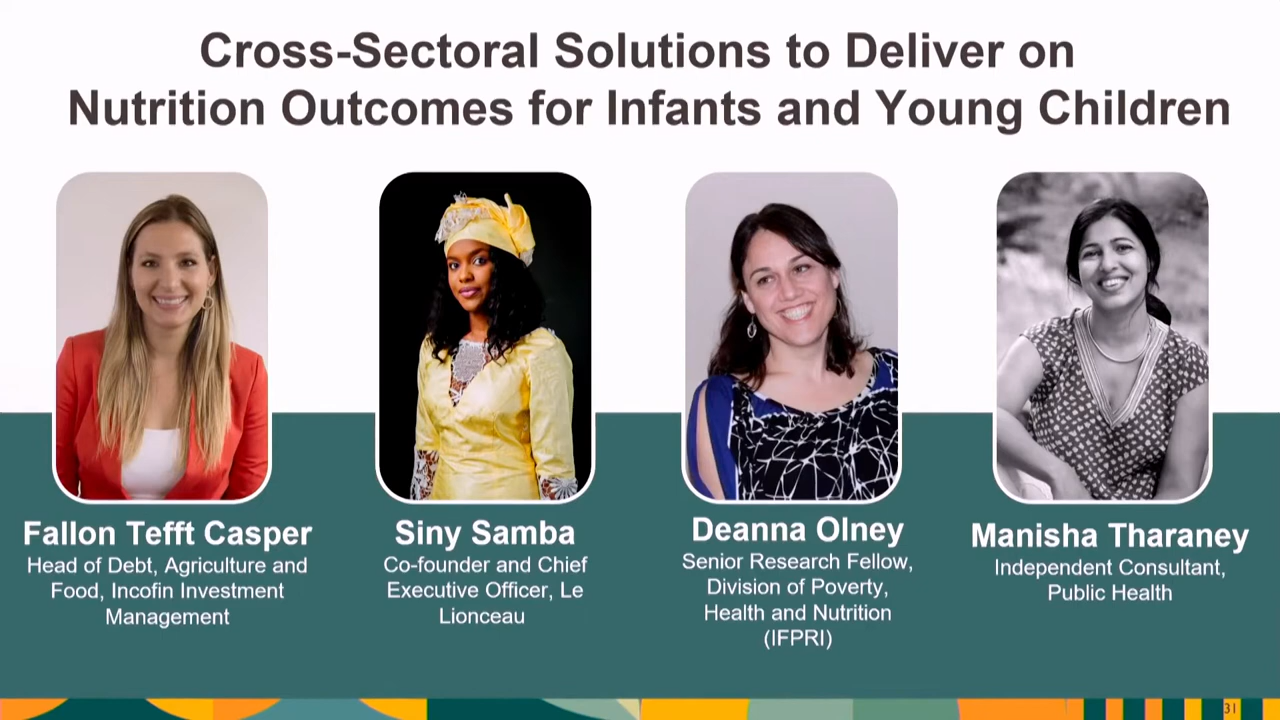 Cross-Sectoral Solutions to Deliver on
Nutrition Outcomes for Infants and Young Children
Fallon Tefft Casper
Head of Debt, Agriculture and
Food, Incofin Investment
Management
Siny Samba
Co-founder and Chief
Executive Officer, Le
Lionceau
Deanna Olney
Senior Research Fellow,
Division of Poverty,
Health and Nutrition
(IFPRI)
Manisha Tharaney
Independent Consultant,
Public Health
31